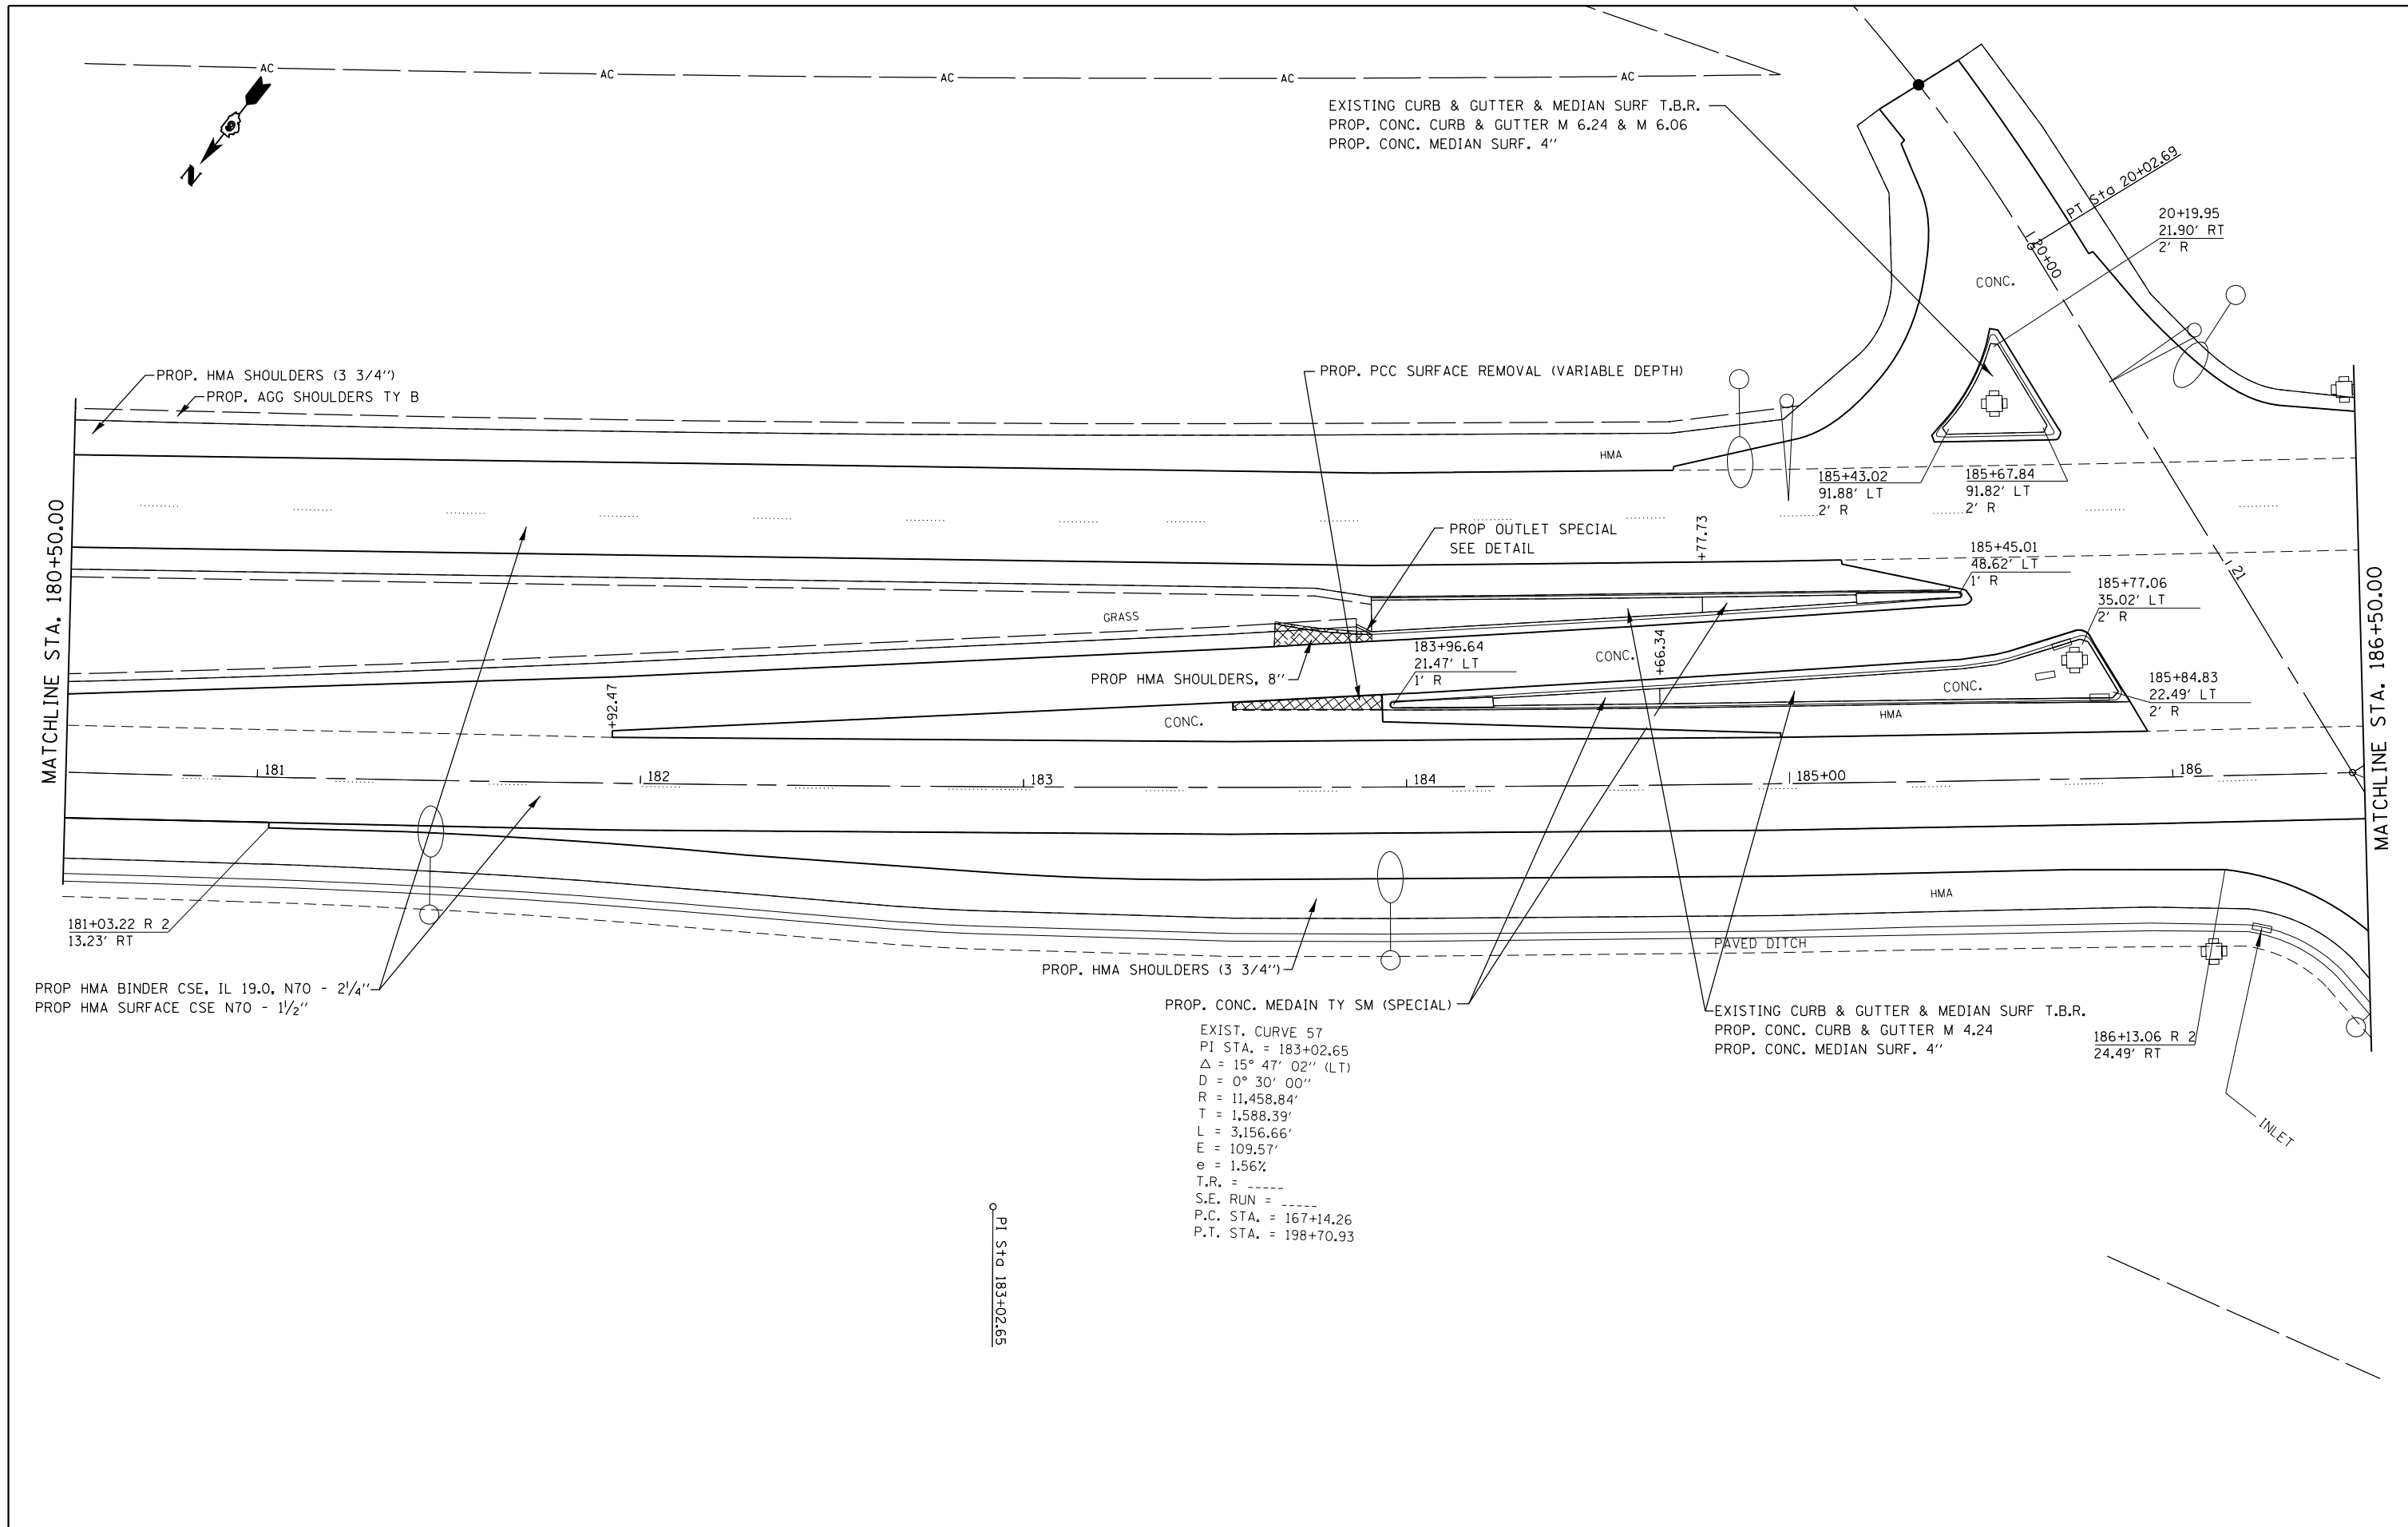 AC AC AC AC AC
N
EXISTING CURB & GUTTER & MEDIAN SURF T.B.R.
PROP. CONC. CURB & GUTTER M 6.24 & M 6.06
PROP. CONC. MEDIAN SURF. 4''
PT Sta 20+02.69
20+19.95
21.90' RT
2' R
20+00
CONC.
PROP. HMA SHOULDERS (3 3/4'')
PROP. AGG SHOULDERS TY B
PROP. PCC SURFACE REMOVAL (VARIABLE DEPTH)
HMA
185+43.02
91.88' LT
2' R
185+67.84
91.82' LT
2' R
MATCHLINE STA. 180+50.00
PROP OUTLET SPECIAL
SEE DETAIL
+77.73
185+45.01
48.62' LT
1' R
21
185+77.06
35.02' LT
2' R
MATCHLINE STA. 186+50.00
GRASS
183+96.64
21.47' LT
1' R
CONC.
+66.34
PROP HMA SHOULDERS, 8''
CONC.
185+84.83
22.49' LT
2' R
+92.47
CONC.
HMA
181
182
183
184
185+00
186
HMA
181+03.22 R 2
13.23' RT
PAVED DITCH
PROP. HMA SHOULDERS (3 3/4'')
PROP HMA BINDER CSE, IL 19.0, N70 - 2 1/4''
PROP HMA SURFACE CSE N70 - 1 1/2''
PROP. CONC. MEDAIN TY SM (SPECIAL)
EXISTING CURB & GUTTER & MEDIAN SURF T.B.R.
PROP. CONC. CURB & GUTTER M 4.24
PROP. CONC. MEDIAN SURF. 4''
186+13.06 R 2
24.49' RT
INLET
EXIST. CURVE 57
PI STA. = 183+02.65
Δ = 15° 47' 02'' (LT)
D = 0° 30' 00''
R = 11,458.84'
T = 1,588.39'
L = 3,156.66'
E = 109.57'
e = 1.56%
T.R. = _____
S.E. RUN = _____
P.C. STA. = 167+14.26
P.T. STA. = 198+70.93
PI Sta 183+02.65